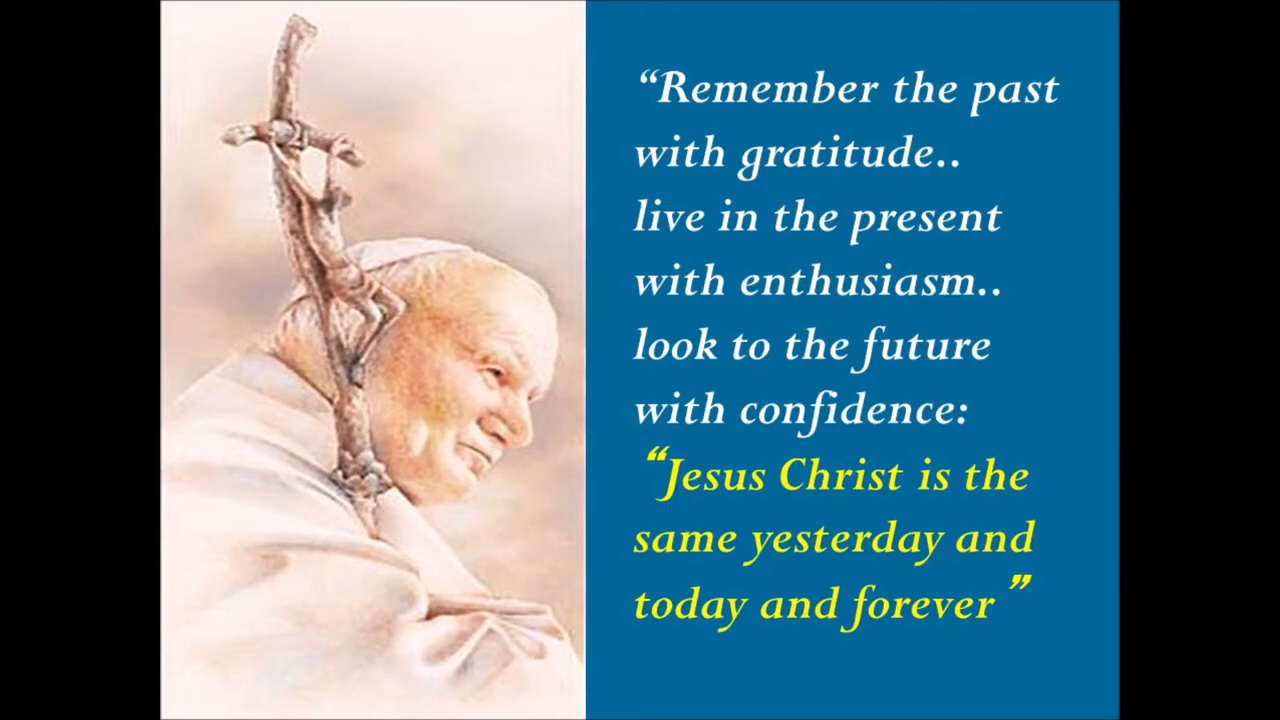 “Remember the past
with gratitude..
live in the present
with enthusiasm..
look to the future
with confidence:
“Jesus Christ is the
same yesterday and
today and forever”